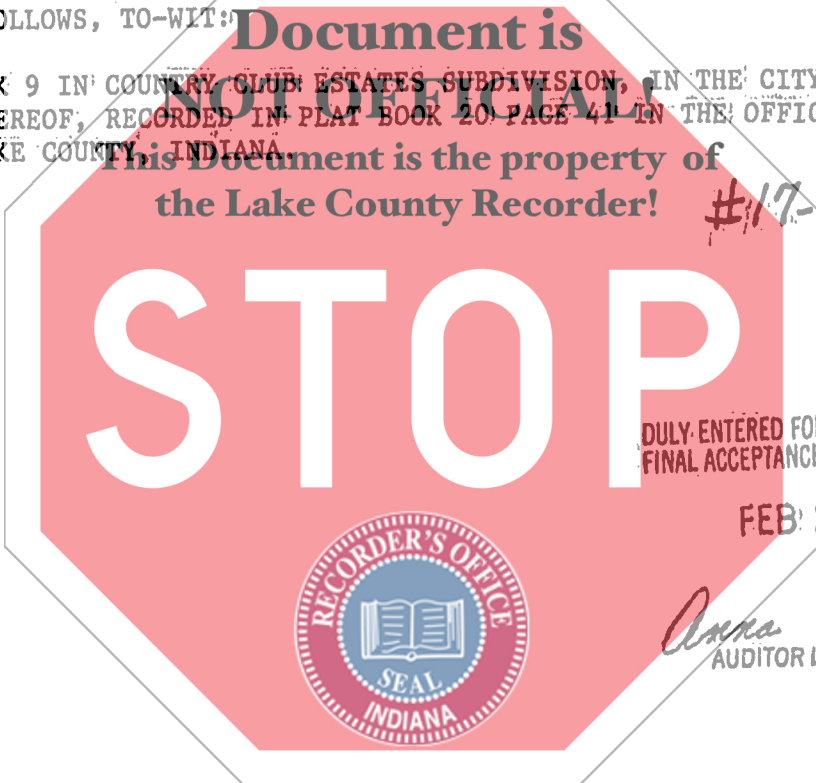 OLLOWS, TO-WIT:
Document is
K 9 IN COUNTRY CLUB ESTATES SUBDIVISION, IN THE CITY
NOT OFFICIAL!
EREOF, RECORDED IN PLAT BOOK 20 PAGE 41 IN THE OFFIC
KE COUNTY, INDIANA.
This Document is the property of
the Lake County Recorder!
#17-
STOP
DULY ENTERED FO
FINAL ACCEPTANC
FEB
RECORDER'S OFFICE
SEAL
INDIANA
Anna
AUDITOR L